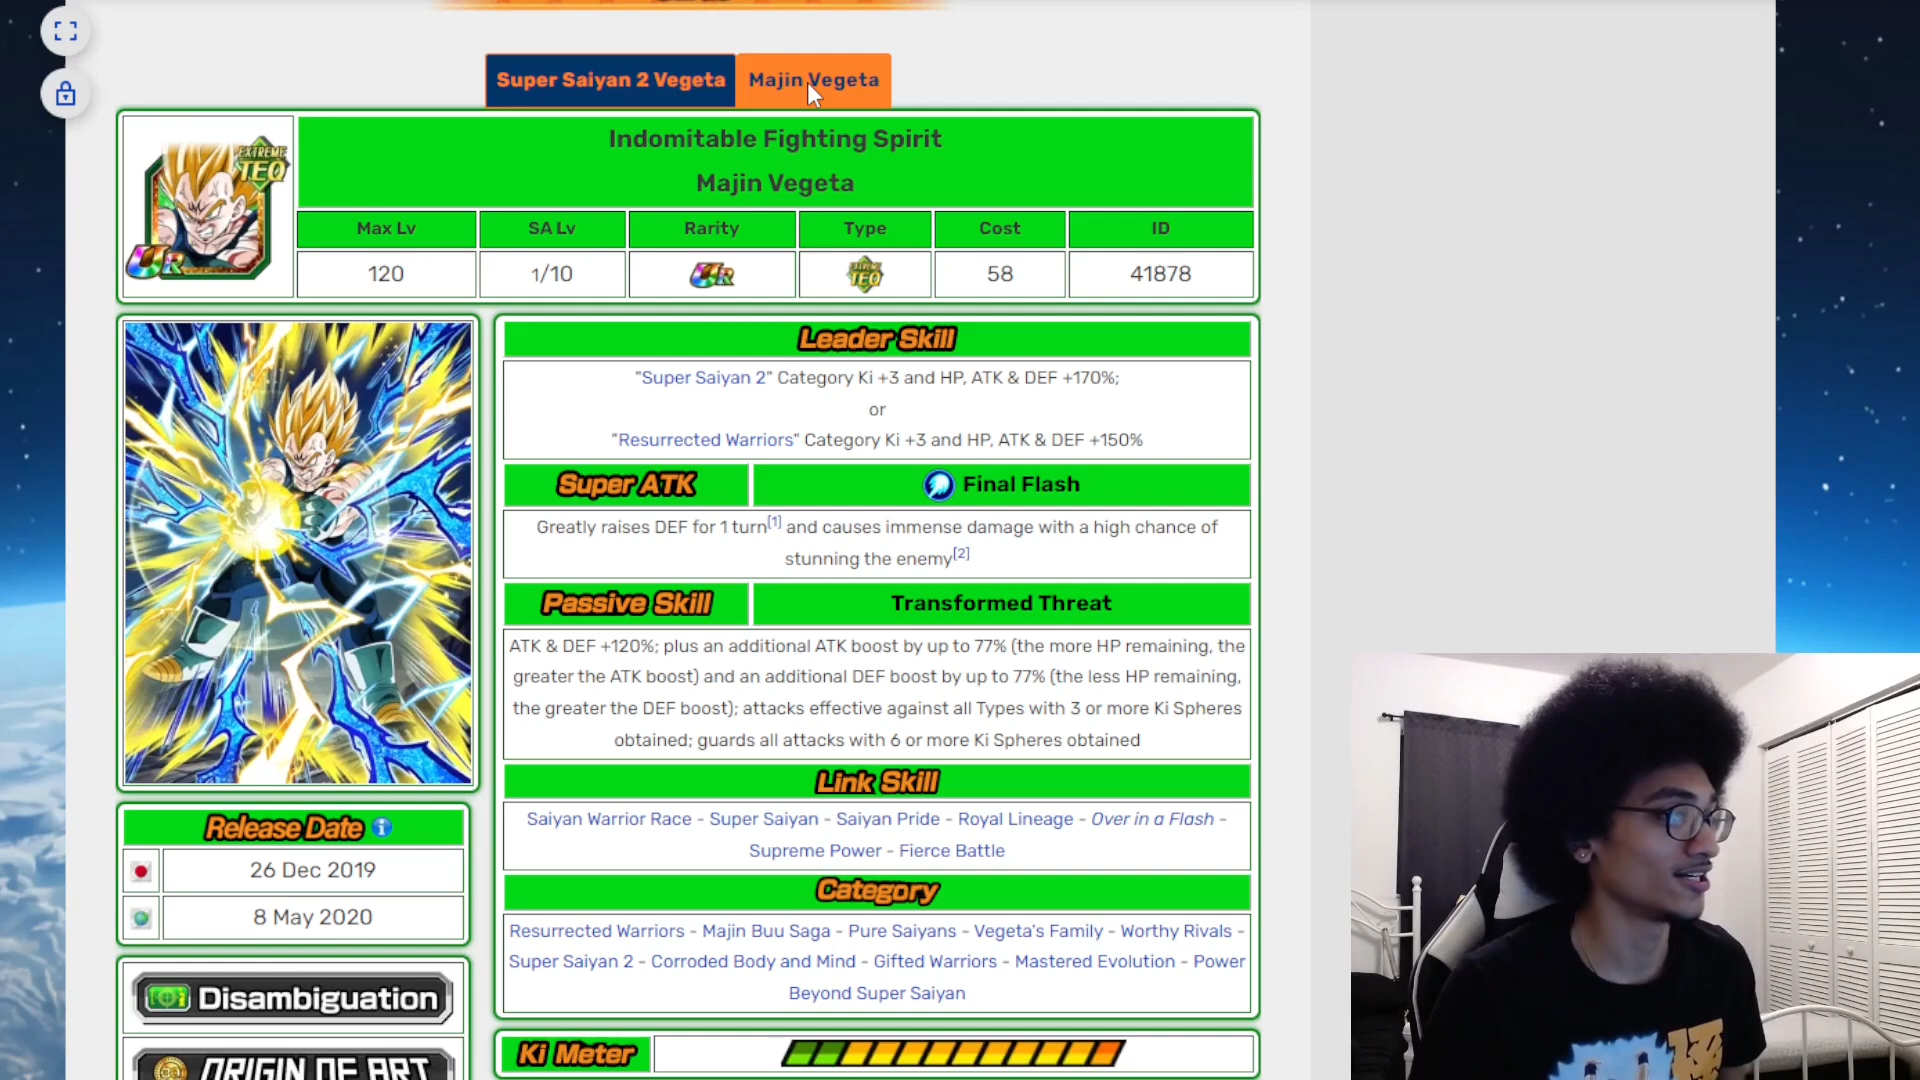 Super Saiyan 2 Vegeta
Majin Vegeta
EXTREME
TEQ
UR
Indomitable Fighting Spirit
Majin Vegeta
Max Lv
SA Lv
Rarity
Type
Cost
ID
120
1/10
UR
EXTREME
TEQ
58
41878
Leader Skill
"Super Saiyan 2" Category Ki +3 and HP, ATK & DEF +170%;
or
"Resurrected Warriors" Category Ki +3 and HP, ATK & DEF +150%
Super ATK
Final Flash
Greatly raises DEF for 1 turn[1] and causes immense damage with a high chance of
stunning the enemy[2]
Passive Skill
Transformed Threat
ATK & DEF +120%; plus an additional ATK boost by up to 77% (the more HP remaining, the
greater the ATK boost) and an additional DEF boost by up to 77% (the less HP remaining,
the greater the DEF boost); attacks effective against all Types with 3 or more Ki Spheres
obtained; guards all attacks with 6 or more Ki Spheres obtained
Link Skill
Saiyan Warrior Race - Super Saiyan - Saiyan Pride - Royal Lineage - Over in a Flash -
Supreme Power - Fierce Battle
Category
Resurrected Warriors - Majin Buu Saga - Pure Saiyans - Vegeta's Family - Worthy Rivals -
Super Saiyan 2 - Corroded Body and Mind - Gifted Warriors - Mastered Evolution - Power
Beyond Super Saiyan
Ki Meter
Release Date
26 Dec 2019
8 May 2020
Disambiguation
ORIGIN OF ART